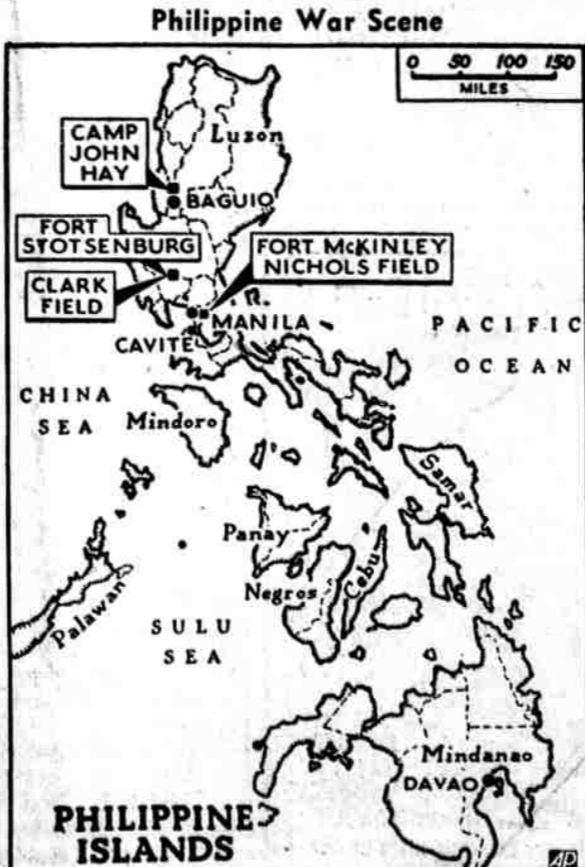 Philippine War Scene
0 50 100 150
MILES
CAMP
JOHN
HAY
Luzon
BAGUIO
FORT
STOTSENBURG
FORT McKINLEY
NICHOLS FIELD
CLARK
FIELD
MANILA
CAVITE
PACIFIC
OCEAN
CHINA
SEA
Mindoro
Samar
Panay
Negros
Cebu
Palawan
SULU
SEA
Mindanao
DAVAO
PHILIPPINE
ISLANDS
AP